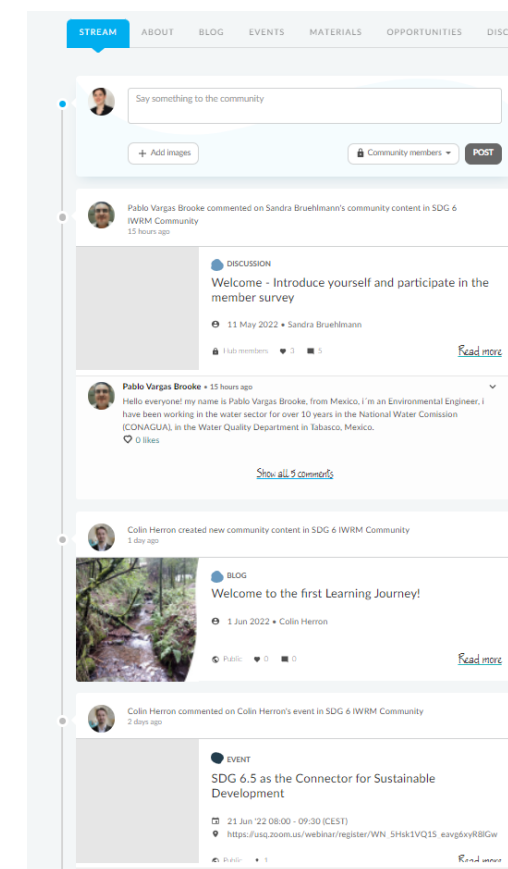 STREAM ABOUT BLOG EVENTS MATERIALS OPPORTUNITIES DISC
Say something to the community
+ Add images
Community members
POST
Pablo Vargas Brooke commented on Sandra Bruehlmann's community content in SDG 6
IWRM Community
15 hours ago
DISCUSSION
Welcome - Introduce yourself and participate in the
member survey
11 May 2022 • Sandra Bruehlmann
Hub members 3 5
Read more
Pablo Vargas Brooke • 15 hours ago
Hello everyone! my name is Pablo Vargas Brooke, from Mexico, i´m an Environmental Engineer, i
have been working in the water sector for over 10 years in the National Water Comission
(CONAGUA), in the Water Quality Department in Tabasco, Mexico.
0 likes
Show all 5 comments
Colin Herron created new community content in SDG 6 IWRM Community
1 day ago
BLOG
Welcome to the first Learning Journey!
1 Jun 2022 • Colin Herron
Public 0 0
Read more
Colin Herron commented on Colin Herron's event in SDG 6 IWRM Community
2 days ago
EVENT
SDG 6.5 as the Connector for Sustainable
Development
21 Jun '22 08:00 - 09:30 (CEST)
https://usq.zoom.us/webinar/register/WN_5Hsk1VQ1S_eavg6xyR8lGw
Public
Read more